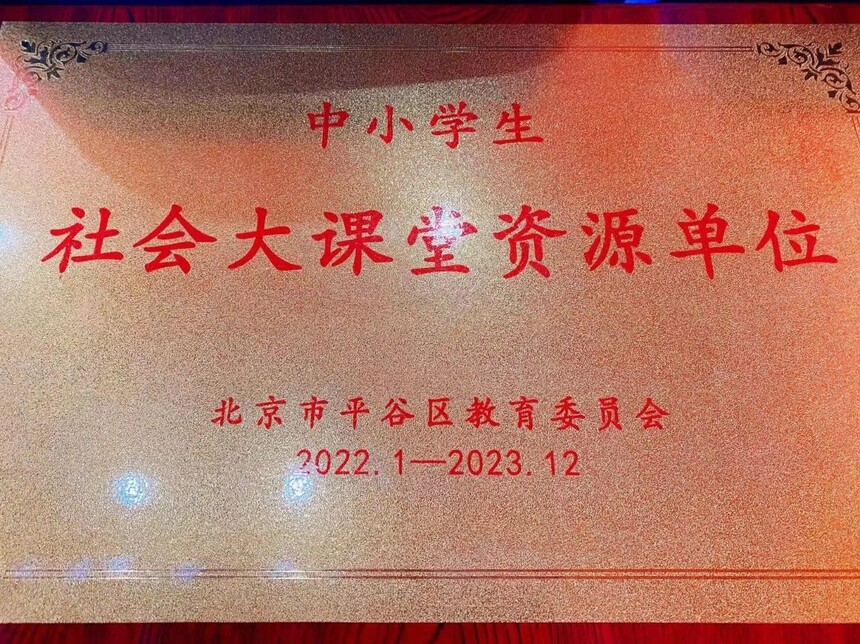 中小学生
社会大课堂资源单位
北京市平谷区教育委员会
2022.1—2023.12